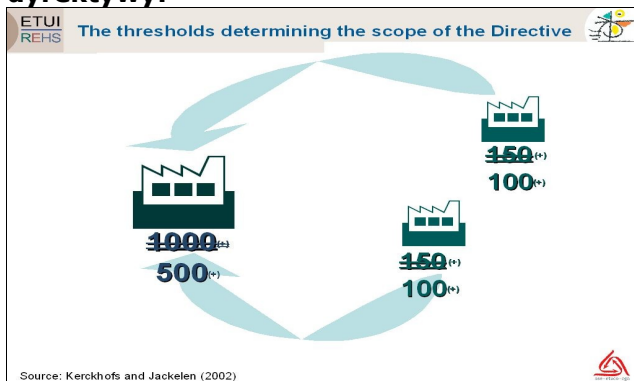 ETUI
REHS
The thresholds determining the scope of the Directive
150(+)
100(+)
1000(+)
500(+)
150(+)
100(+)
Source: Kerckhofs and Jackelen (2002)